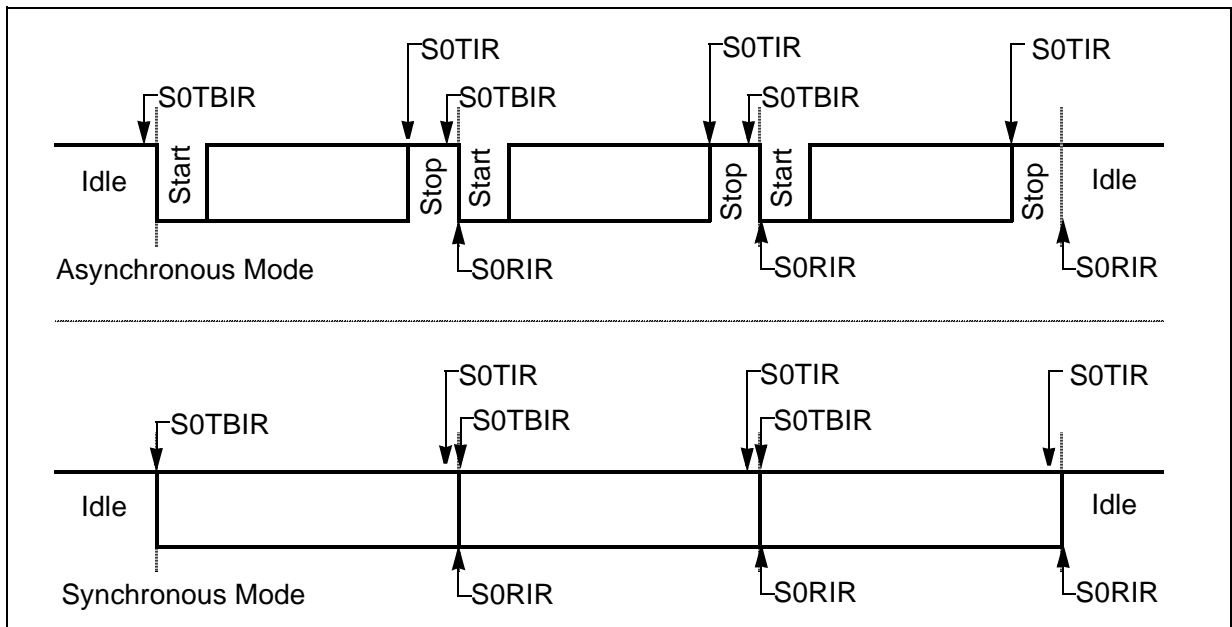 S0TIR S0TIR S0TIR
S0TBIR S0TBIR S0TBIR
Idle Start Stop Start Stop Start Stop Idle
Asynchronous Mode S0RIR S0RIR S0RIR
S0TIR S0TIR S0TIR
S0TBIR S0TBIR S0TBIR
Idle Idle
Synchronous Mode S0RIR S0RIR S0RIR